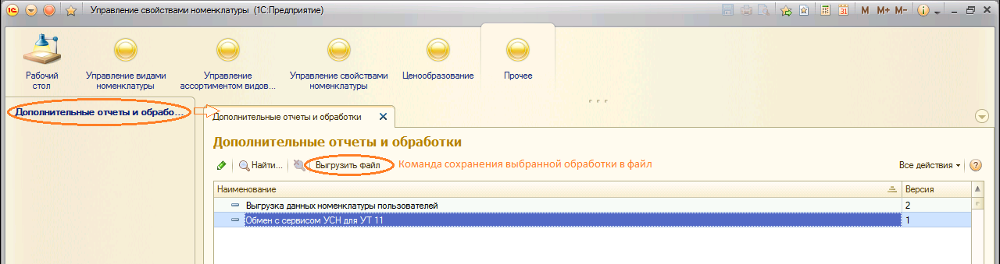 Управление свойствами номенклатуры (1С:Предприятие)
M M+ M-
Рабочий
стол
Управление видами
номенклатуры
Управление
ассортиментом видов...
Управление свойствами
номенклатуры
Ценообразование
Прочее
Дополнительные отчеты и обрабо...
Дополнительные отчеты и обработки
Дополнительные отчеты и обработки
Найти... Выгрузить файл Команда сохранения выбранной обработки в файл Все действия
Наименование Версия
Выгрузка данных номенклатуры пользователей 2
Обмен с сервисом УСН для УТ 11 1